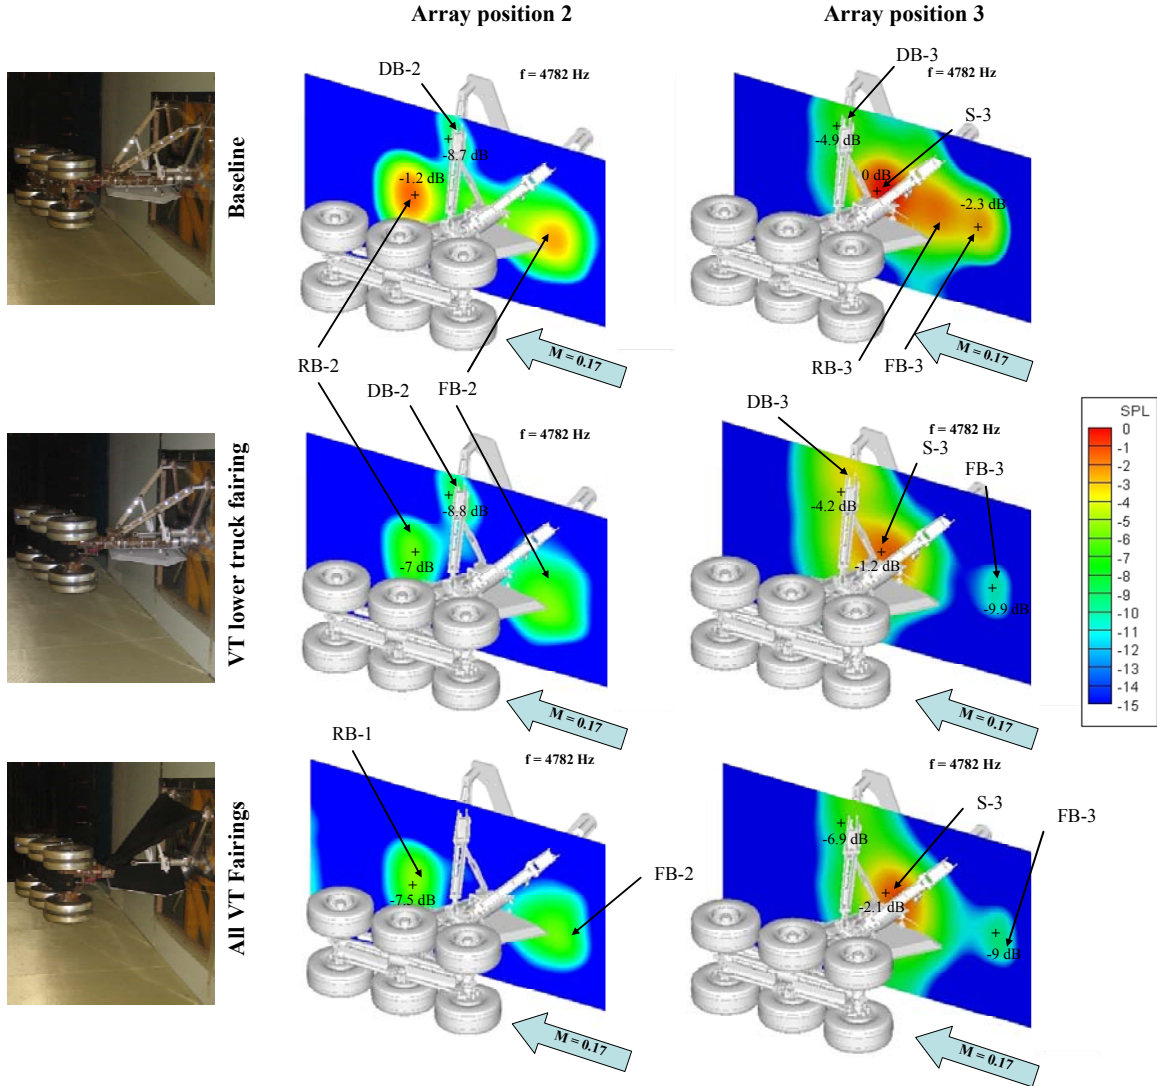 Array position 2
Array position 3
Baseline
DB-2
f = 4782 Hz
-8.7 dB
-1.2 dB
M = 0.17
RB-2
FB-2
DB-3
f = 4782 Hz
S-3
-4.9 dB
0 dB
-2.3 dB
M = 0.17
RB-3
FB-3
VT lower truck fairing
DB-2
f = 4782 Hz
-8.8 dB
-7 dB
M = 0.17
DB-3
f = 4782 Hz
S-3
FB-3
-4.2 dB
-1.2 dB
-9.9 dB
M = 0.17
SPL
0
-1
-2
-3
-4
-5
-6
-7
-8
-9
-10
-11
-12
-13
-14
-15
All VT Fairings
RB-1
f = 4782 Hz
-7.5 dB
FB-2
M = 0.17
f = 4782 Hz
S-3
FB-3
-6.9 dB
-2.1 dB
-9 dB
M = 0.17